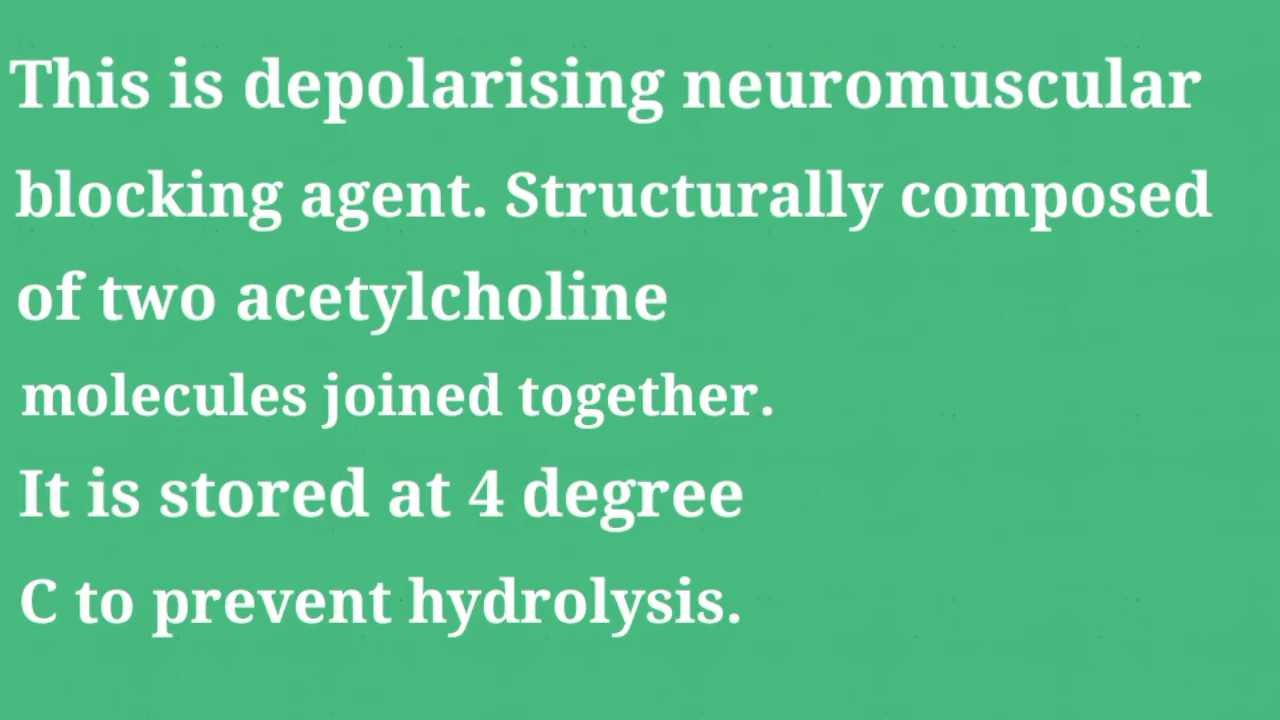 This is depolarising neuromuscular
blocking agent. Structurally composed
of two acetylcholine
molecules joined together.
It is stored at 4 degree
C to prevent hydrolysis.